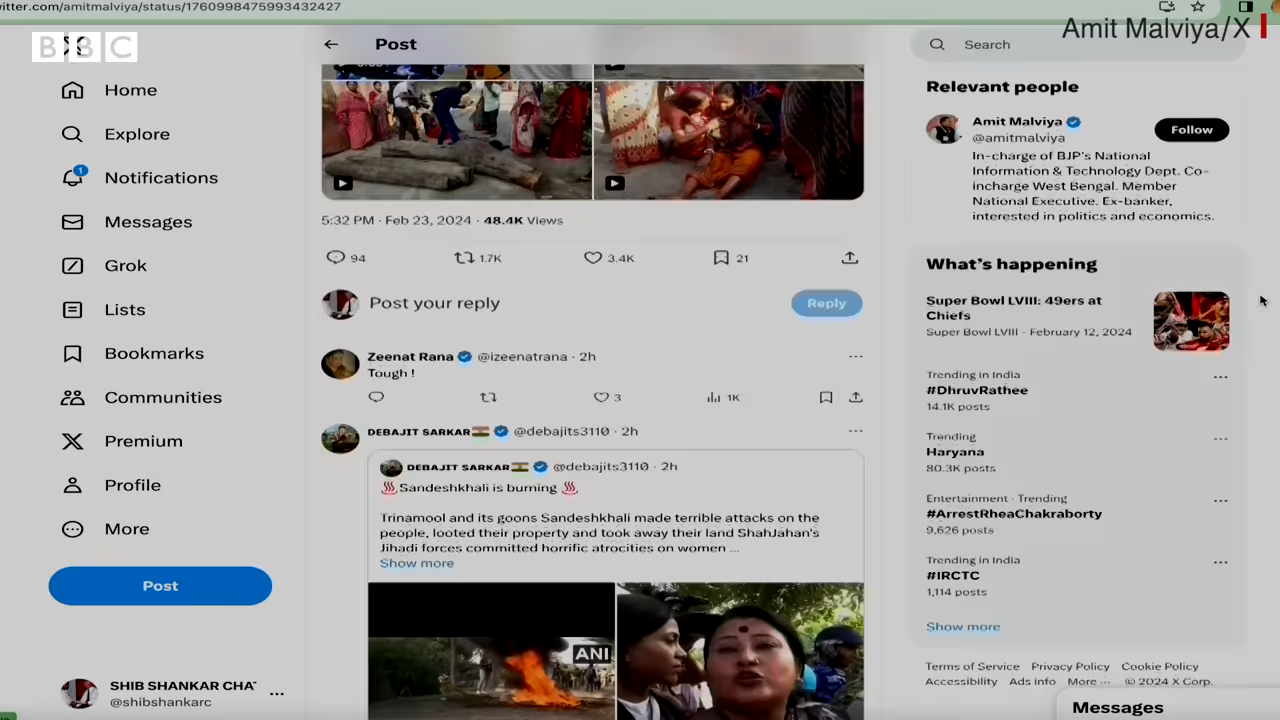 itter.com/amitmalviya/status/1760998475993432427
Amit Malviya/X
BBC
Home
Explore
1
Notifications
Messages
Grok
Lists
Bookmarks
Communities
Premium
Profile
More
Post
SHIB SHANKAR CHAT
@shibshankarc
Post
5:32 PM · Feb 23, 2024 · 48.4K Views
94 1.7K 3.4K 21
Post your reply
Reply
Zeenat Rana @izeenatrana · 2h
Tough !
3 1K
DEBAJIT SARKAR @debajits3110 · 2h
DEBAJIT SARKAR @debajits3110 · 2h
♨️Sandeshkhali is burning ♨️
Trinamool and its goons Sandeshkhali made terrible attacks on the
people, looted their property and took away their land ShahJahan's
Jihadi forces committed horrific atrocities on women ...
Show more
ANI
Search
Relevant people
Amit Malviya
@amitmalviya
Follow
In-charge of BJP's National
Information & Technology Dept. Co-
incharge West Bengal. Member
National Executive. Ex-banker,
interested in politics and economics.
What's happening
Super Bowl LVIII: 49ers at
Chiefs
Super Bowl LVIII · February 12, 2024
Trending in India
#DhruvRathee
14.1K posts
Trending
Haryana
80.3K posts
Entertainment · Trending
#ArrestRheaChakraborty
9,626 posts
Trending in India
#IRCTC
1,114 posts
Show more
Terms of Service Privacy Policy Cookie Policy
Accessibility Ads info More ··· © 2024 X Corp.
Messages